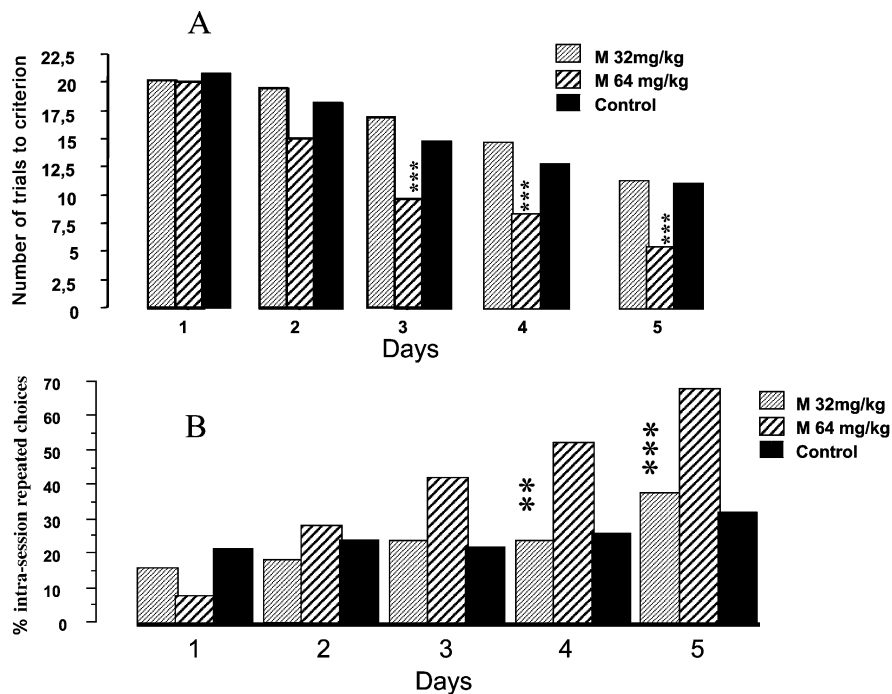 A
Number of trials to criterion
22,5
20
17,5
15
12,5
10
7,5
5
2,5
0
M 32mg/kg
M 64 mg/kg
Control
***
***
***
1 2 3 4 5
Days
B
% intra-session repeated choices
70
60
50
40
30
20
10
0
M 32mg/kg
M 64 mg/kg
Control
**
***
1 2 3 4 5
Days